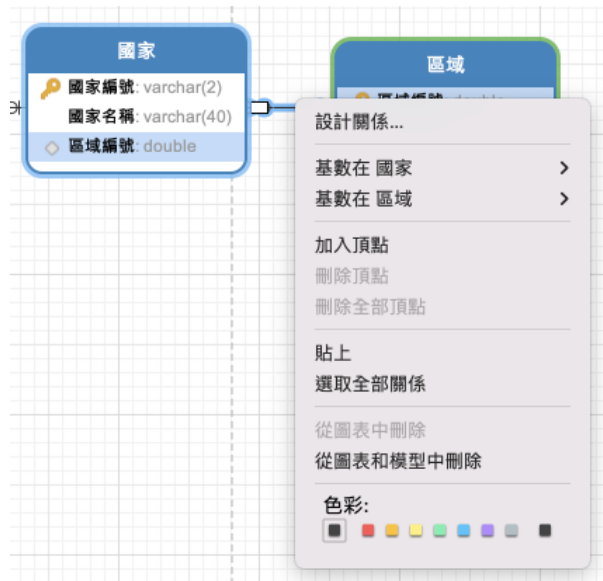 國家
國家編號: varchar(2)
國家名稱: varchar(40)
區域編號: double
區域
設計關係...
基數在 國家
基數在 區域
加入頂點
刪除頂點
刪除全部頂點
貼上
選取全部關係
從圖表中刪除
從圖表和模型中刪除
色彩: